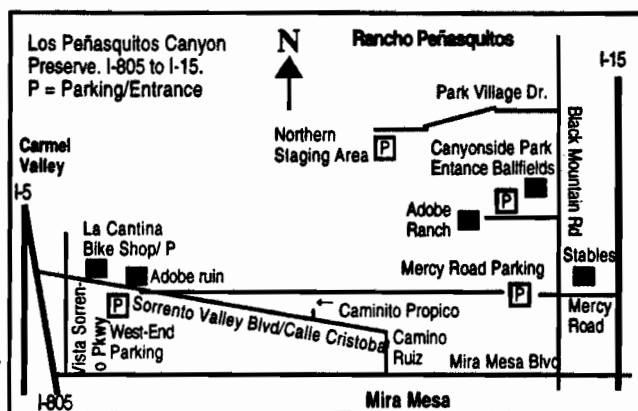 Los Peñasquitos Canyon
Preserve. I-805 to I-15.
P = Parking/Entrance
N
Rancho Peñasquitos
I-15
Park Village Dr.
Northern
Staging Area
P
Canyonside Park
Entance Ballfields
P
Black Mountain Rd
Carmel
Valley
I-5
La Cantina
Bike Shop/ P
Adobe
Ranch
Stables
Adobe ruin
Mercy Road Parking
P
P
West-End
Parking
Vista Sorren-
o Pkwy
Sorrento Valley Blvd/Calle Cristoba
← Caminito Propico
Camino
Ruiz
Mercy
Road
Mira Mesa Blvd
I-805
Mira Mesa